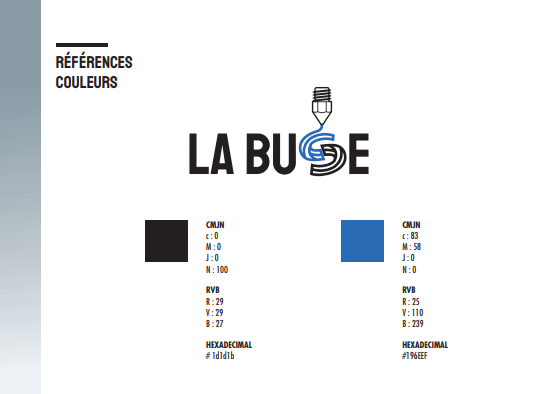 RÉFÉRENCES
COULEURS
LA BUSE
CMJN
c : 0
M : 0
J : 0
N : 100
RVB
R : 29
V : 29
B : 27
HEXADECIMAL
# 1d1d1b
CMJN
c : 83
M : 58
J : 0
N : 0
RVB
R : 25
V : 110
B : 239
HEXADECIMAL
#196EEF